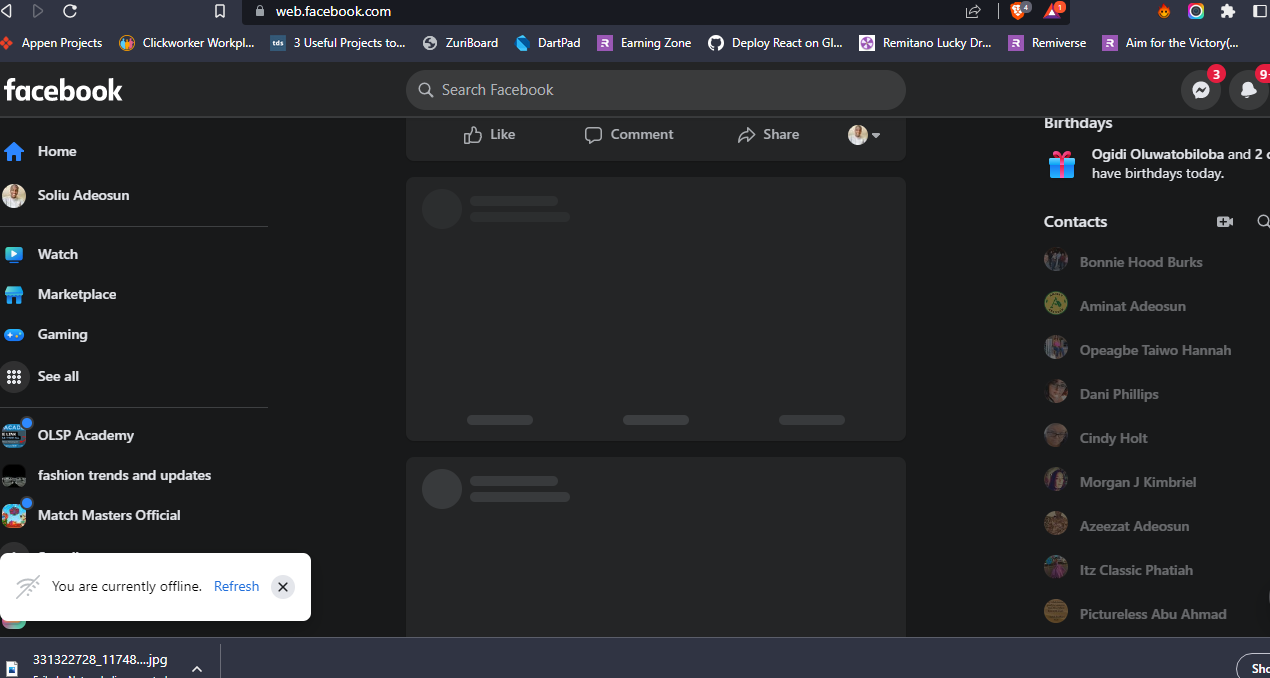 web.facebook.com
4
1
Appen Projects
Clickworker Workpl...
tds
3 Useful Projects to...
ZuriBoard
DartPad
R
Earning Zone
Deploy React on Gl...
Remitano Lucky Dr...
R
Remiverse
R
Aim for the Victory(...
facebook
Search Facebook
3
9+
Home
Soliu Adeosun
Watch
Marketplace
Gaming
See all
OLSP Academy
fashion trends and updates
Match Masters Official
You are currently offline. Refresh
Like
Comment
Share
Birthdays
Ogidi Oluwatobiloba and 2
have birthdays today.
Contacts
Bonnie Hood Burks
Aminat Adeosun
Opeagbe Taiwo Hannah
Dani Phillips
Cindy Holt
Morgan J Kimbriel
Azeezat Adeosun
Itz Classic Phatiah
Pictureless Abu Ahmad
331322728_11748....jpg